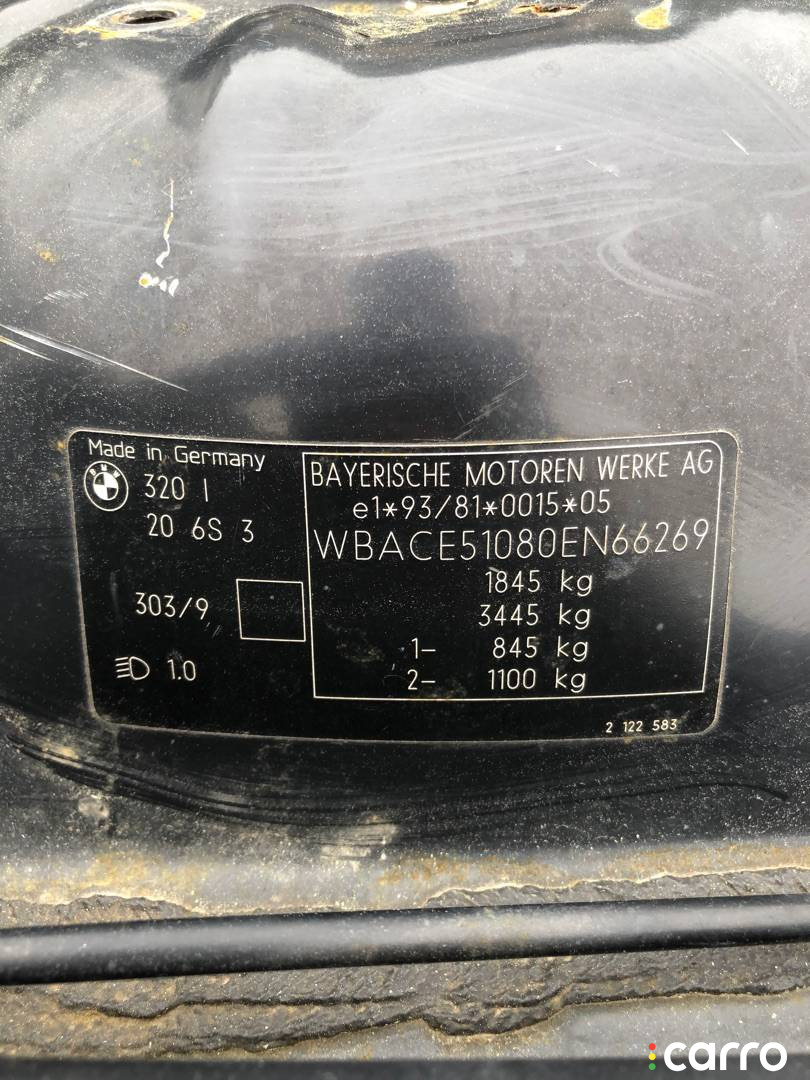 Made in Germany
BMW
320 I
20 6S 3
303/9
1.0
BAYERISCHE MOTOREN WERKE AG
e1*93/81*0015*05
WBACE51080EN66269
1845 kg
3445 kg
1- 845 kg
2- 1100 kg
2 122 583
carro